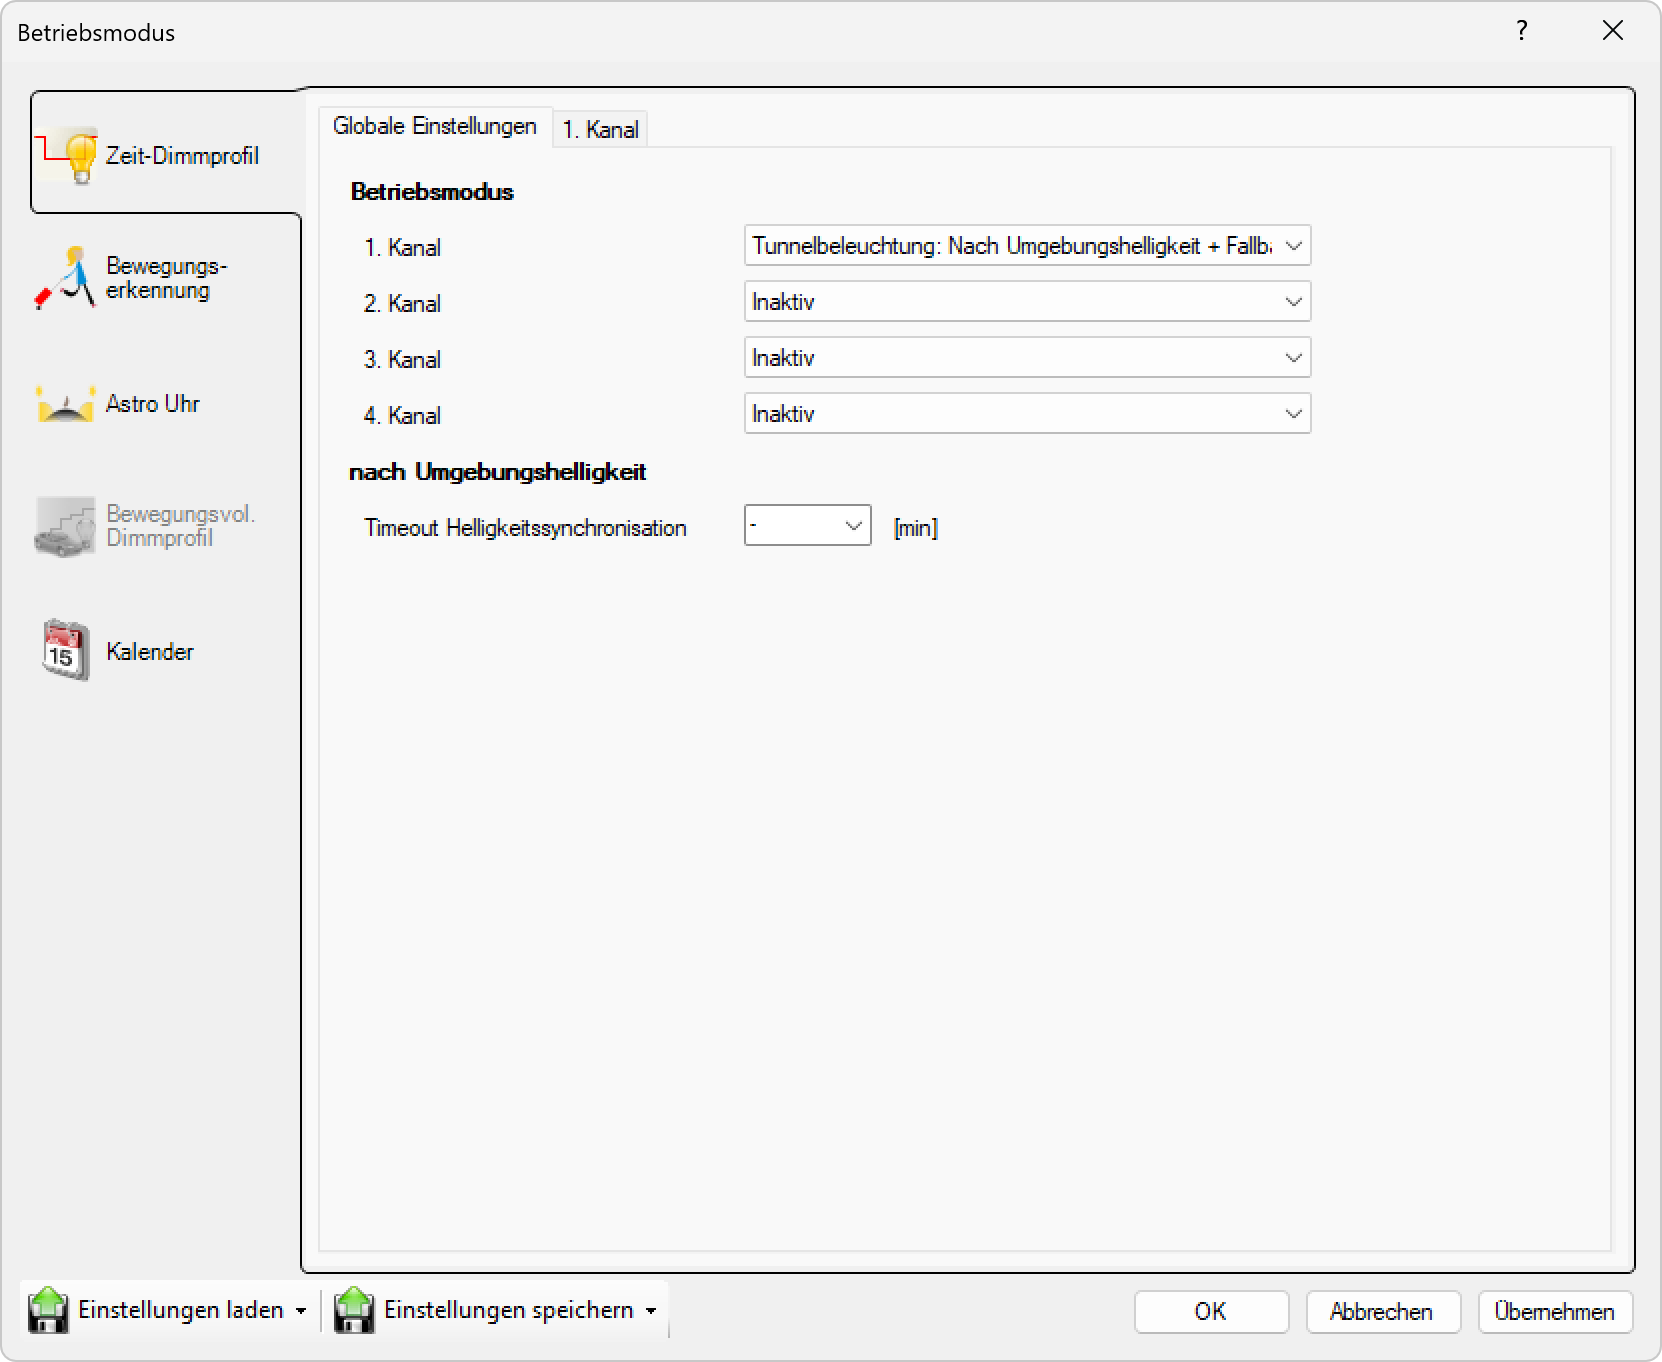 Betriebsmodus
?
Zeit-Dimmprofil
Bewegungs-
erkennung
Astro Uhr
Bewegungsvol.
Dimmprofil
15
Kalender
Globale Einstellungen
1. Kanal
Betriebsmodus
1. Kanal
Tunnelbeleuchtung: Nach Umgebungshelligkeit + Fallb
2. Kanal
Inaktiv
3. Kanal
Inaktiv
4. Kanal
Inaktiv
nach Umgebungshelligkeit
Timeout Helligkeitssynchronisation
-
[min]
Einstellungen laden
Einstellungen speichern
OK
Abbrechen
Übernehmen